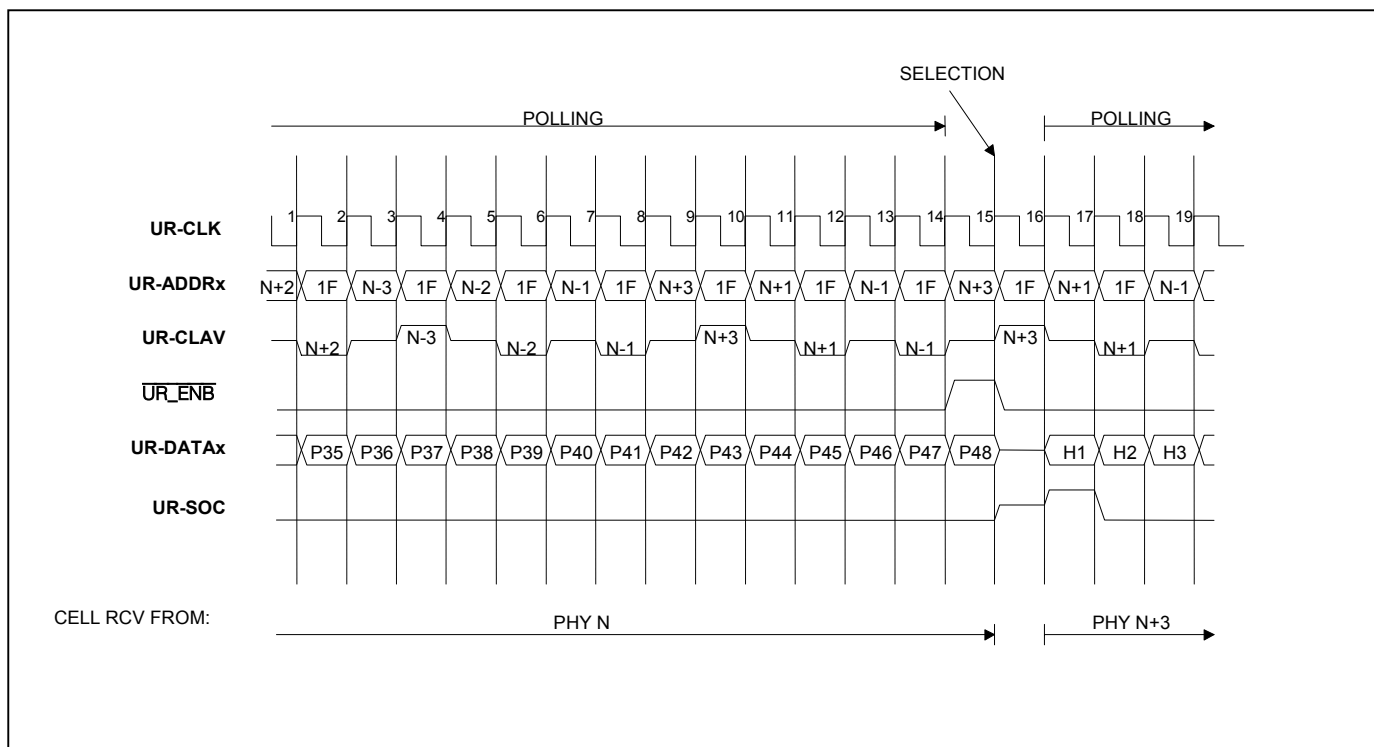 SELECTION
POLLING POLLING
UR-CLK 1 2 3 4 5 6 7 8 9 10 11 12 13 14 15 16 17 18 19
UR-ADDRx N+2 1F N-3 1F N-2 1F N-1 1F N+3 1F N+1 1F N-1 1F N+3 1F N+1 1F N-1
UR-CLAV N+2 N-3 N-2 N-1 N+3 N+1 N-1 N+3 N+1
UR_ENB
UR-DATAx P35 P36 P37 P38 P39 P40 P41 P42 P43 P44 P45 P46 P47 P48 H1 H2 H3
UR-SOC
CELL RCV FROM: PHY N PHY N+3